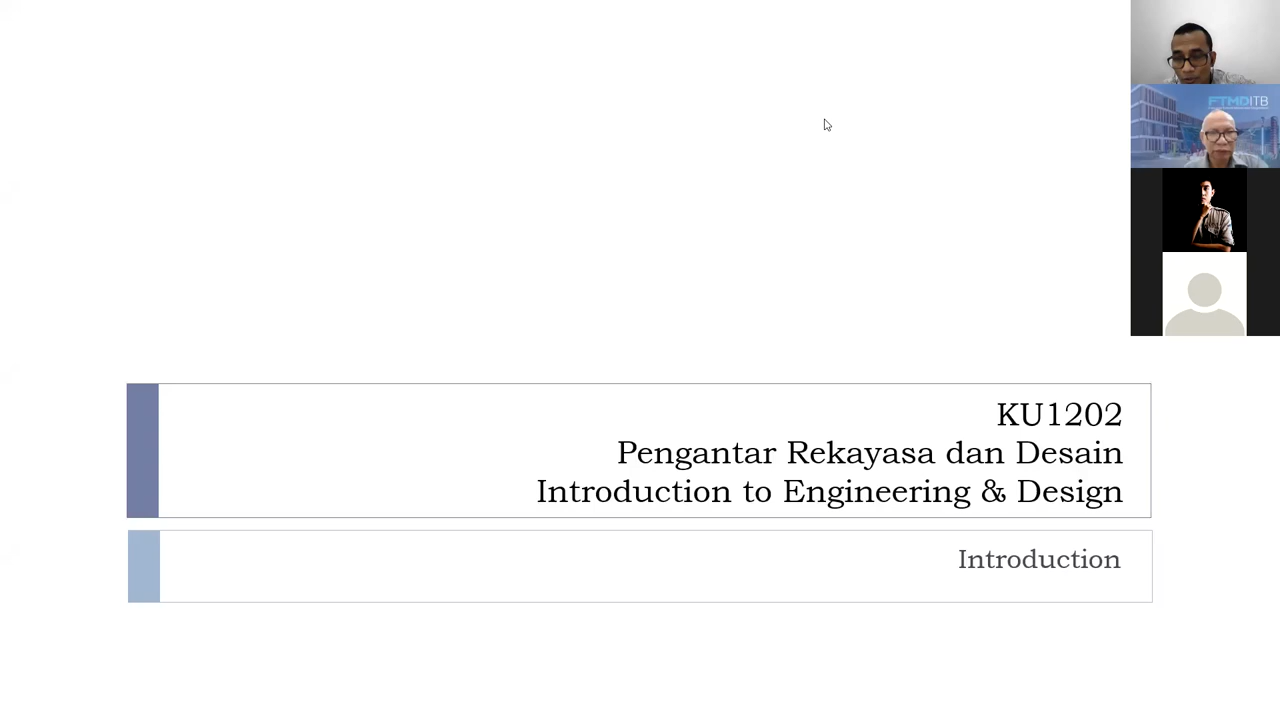 FTMDITB
KU1202
Pengantar Rekayasa dan Desain
Introduction to Engineering & Design
Introduction